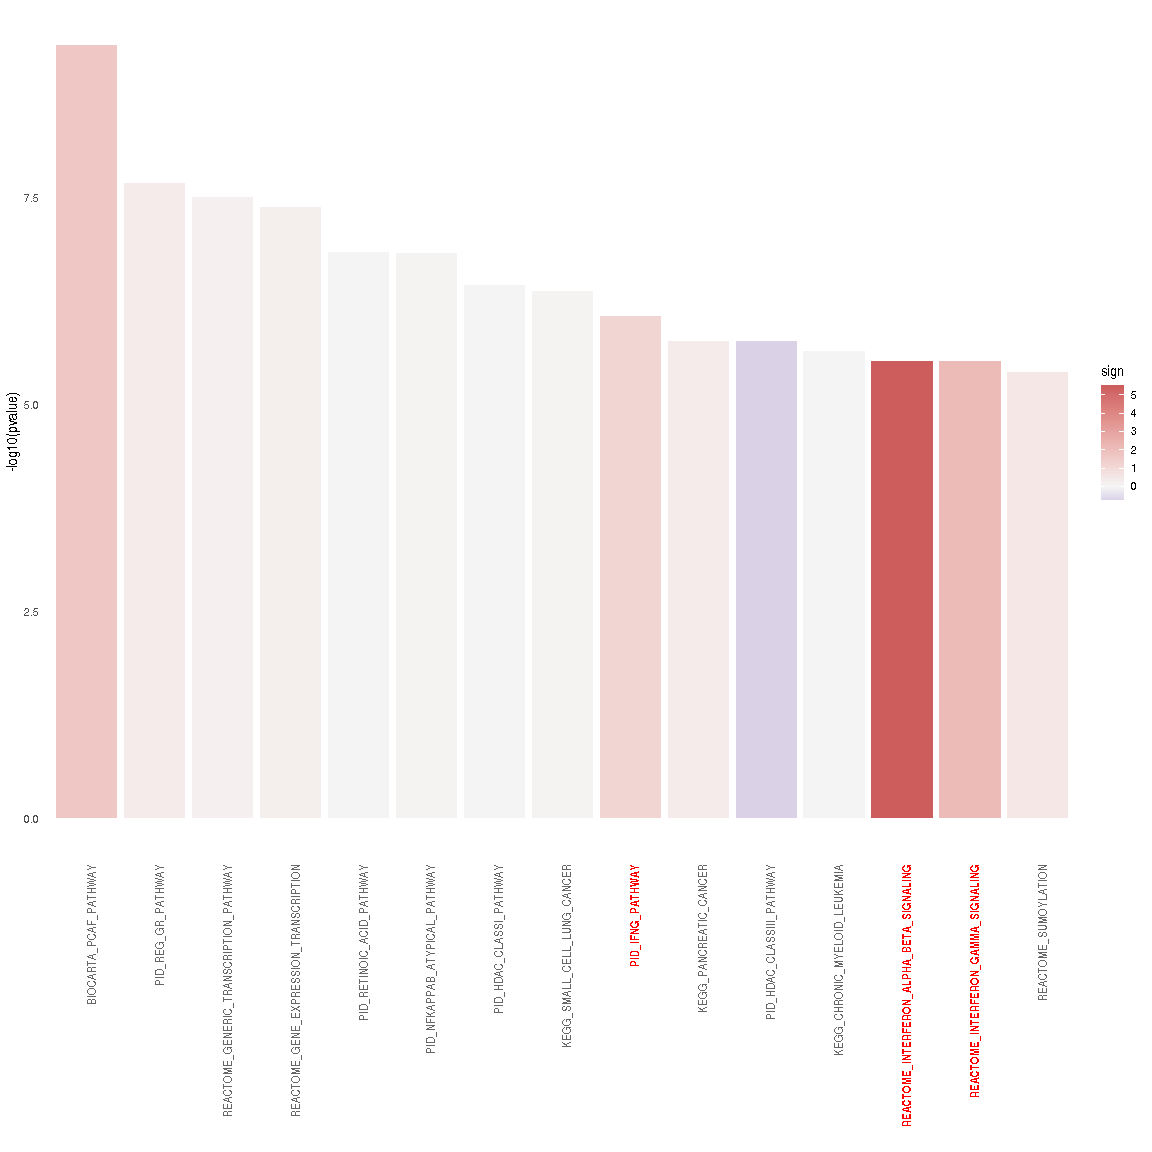 7.5
5.0
2.5
0.0
-log10(pvalue)
sign
5
4
3
2
1
0
BIOCARTA_PCAF_PATHWAY
PID_REG_GR_PATHWAY
REACTOME_GENERIC_TRANSCRIPTION_PATHWAY
REACTOME_GENE_EXPRESSION_TRANSCRIPTION
PID_RETINOIC_ACID_PATHWAY
PID_NFKAPPAB_ATYPICAL_PATHWAY
PID_HDAC_CLASSI_PATHWAY
KEGG_SMALL_CELL_LUNG_CANCER
PID_IFNG_PATHWAY
KEGG_PANCREATIC_CANCER
PID_HDAC_CLASSIII_PATHWAY
KEGG_CHRONIC_MYELOID_LEUKEMIA
REACTOME_INTERFERON_ALPHA_BETA_SIGNALING
REACTOME_INTERFERON_GAMMA_SIGNALING
REACTOME_SUMOYLATION